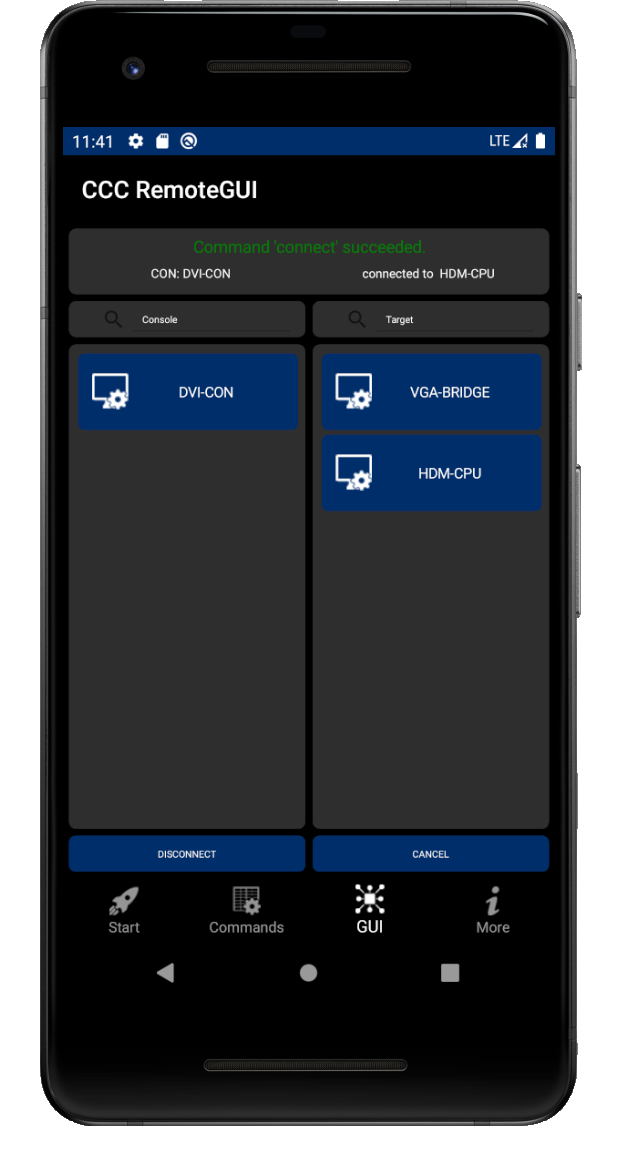 11:41 LTE
CCC RemoteGUI
Command 'connect' succeeded.
CON: DVI-CON connected to HDM-CPU
Console Target
DVI-CON VGA-BRIDGE
HDM-CPU
DISCONNECT CANCEL
Start Commands GUI More